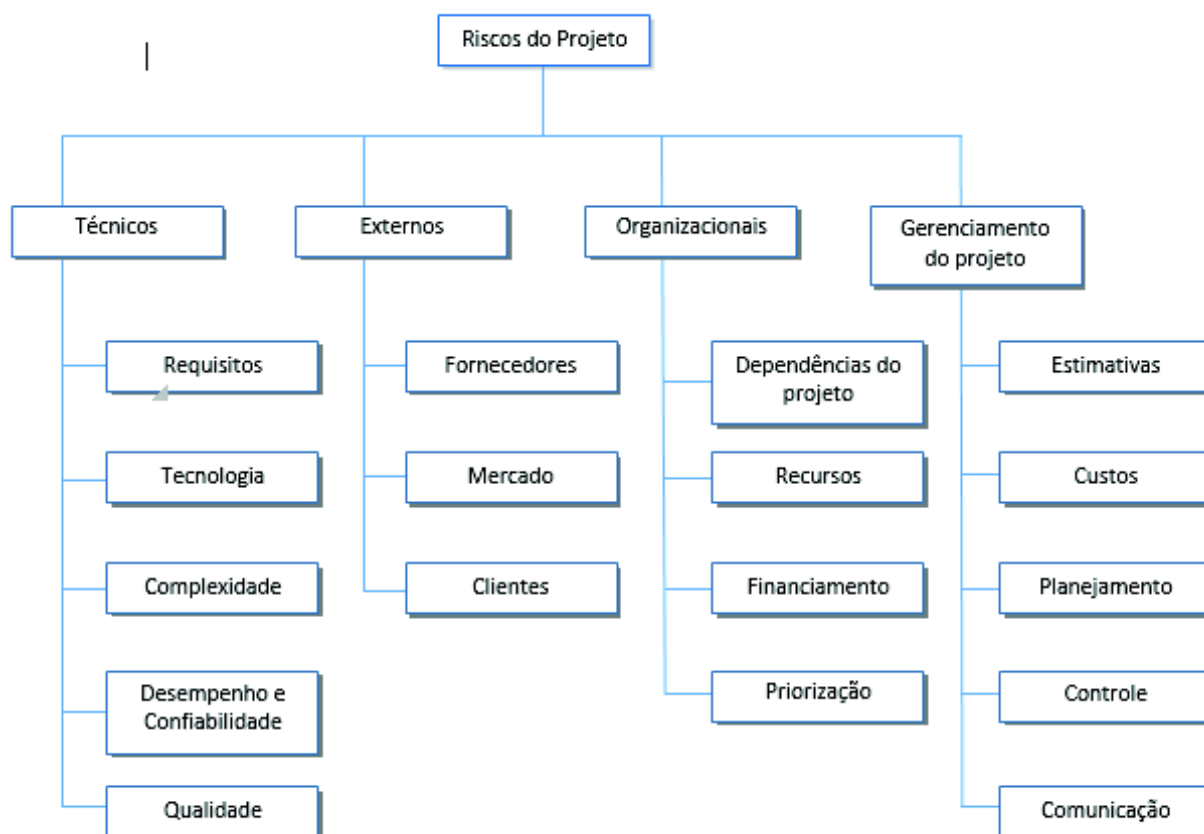 Riscos do Projeto
Técnicos
Requisitos
Tecnologia
Complexidade
Desempenho e
Confiabilidade
Qualidade
Externos
Fornecedores
Mercado
Clientes
Organizacionais
Dependências do
projeto
Recursos
Financiamento
Priorização
Gerenciamento
do projeto
Estimativas
Custos
Planejamento
Controle
Comunicação